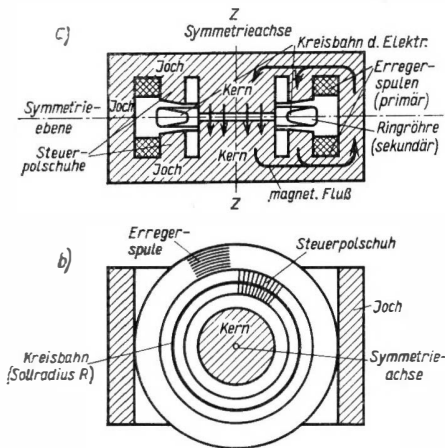 c)
Z
Symmetrieachse
Kreisbahn d. Elektr.
Joch
Kern
Erreger-
spulen
(primär)
Symmetrie-
ebene
Joch
Steuer-
polschuhe
Ringröhre
(sekundär)
Joch
Kern
magnet. Fluß
Z
b)
Erreger-
spule
Steuerpolschuh
Joch
Kern
Kreisbahn
(Sollradius R)
Symmetrie-
achse